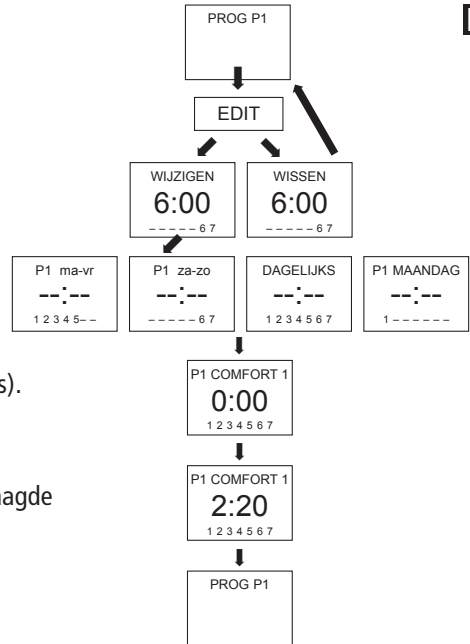 PROG P1
EDIT
WIJZIGEN
6:00
– – – – – 6 7
WISSEN
6:00
– – – – – 6 7
P1 ma-vr
--:--
1 2 3 4 5 – –
P1 za-zo
--:--
– – – – – 6 7
DAGELIJKS
--:--
1 2 3 4 5 6 7
P1 MAANDAG
--:--
1 – – – – – –
s).
P1 COMFORT 1
0:00
1 2 3 4 5 6 7
aagde
P1 COMFORT 1
2:20
1 2 3 4 5 6 7
PROG P1